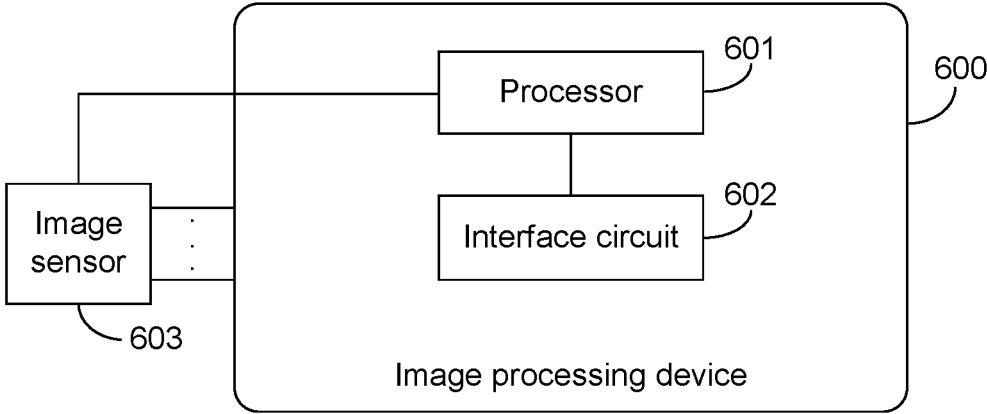 601
Processor
600
602
Image
sensor
Interface circuit
603
Image processing device